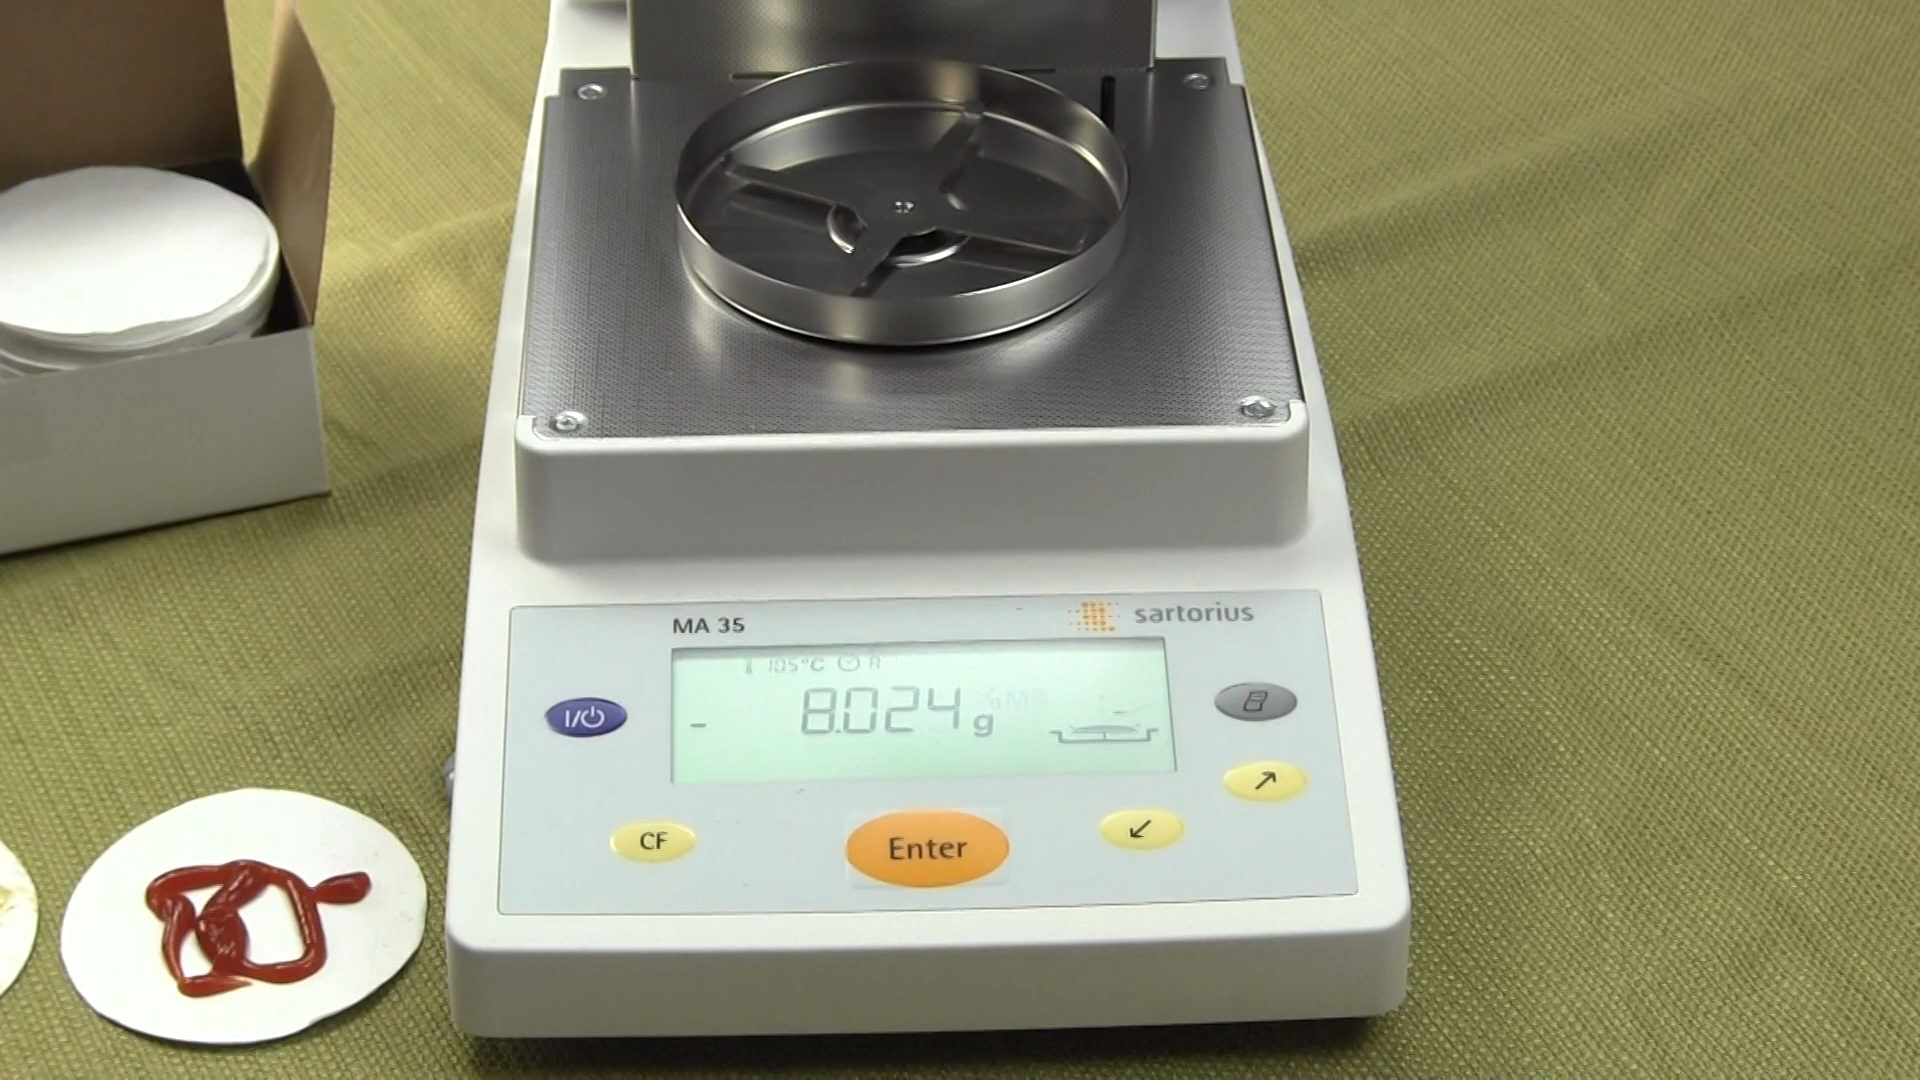 MA 35
sartorius
105°C A
- 8.024 g
I/
CF
Enter